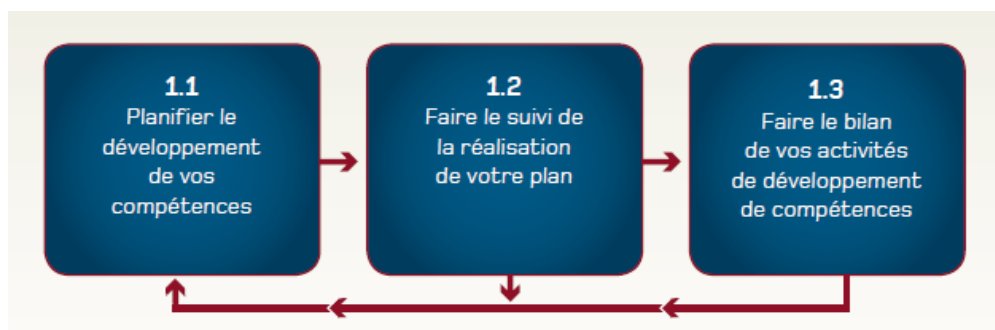 1.1
Planifier le
développement
de vos
compétences
1.2
Faire le suivi de
la réalisation
de votre plan
1.3
Faire le bilan
de vos activités
de développement
de compétences